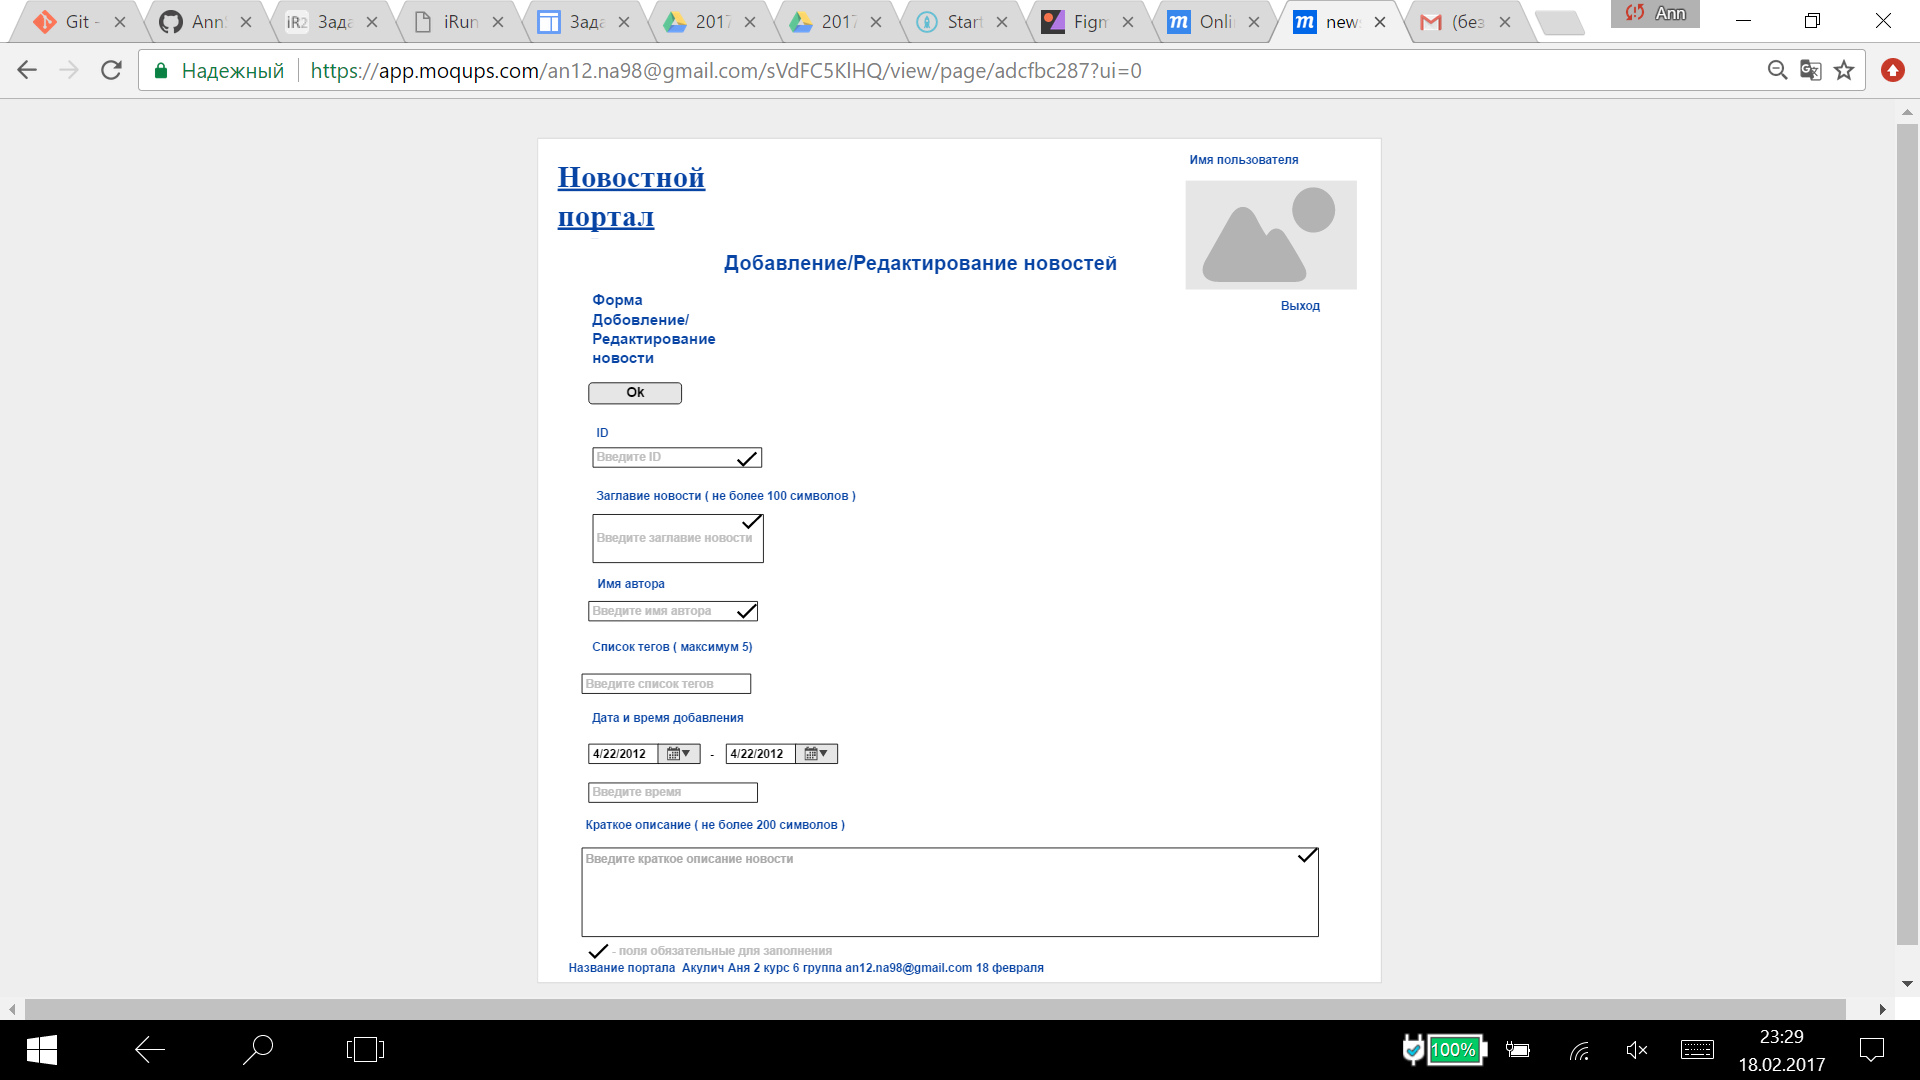 Git -
Ann
iR2 Зада
iRun
Зада
2017
2017
Start
Figm
m Onli
m new
(без
Ann
Надежный
https://app.moqups.com/an12.na98@gmail.com/sVdFC5KlHQ/view/page/adcfbc287?ui=0
Имя пользователя
Новостной
портал
Добавление/Редактирование новостей
Выход
Форма
Добовление/
Редактирование
новости
Ok
ID
Введите ID
Заглавие новости ( не более 100 символов )
Введите заглавие новости
Имя автора
Введите имя автора
Список тегов ( максимум 5)
Введите список тегов
Дата и время добавления
4/22/2012 - 4/22/2012
Введите время
Краткое описание ( не более 200 символов )
Введите краткое описание новости
- поля обязательные для заполнения
Название портала Акулич Аня 2 курс 6 группа an12.na98@gmail.com 18 февраля
100%
23:29
18.02.2017